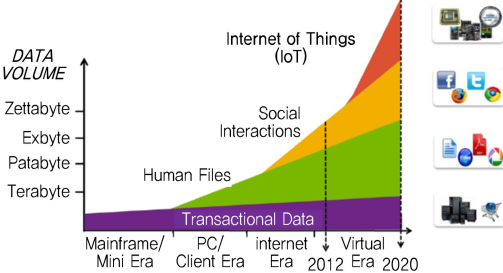 DATA
VOLUME
Internet of Things
(IoT)
Zettabyte
Social
Interactions
Exbyte
Patabyte
Human Files
Terabyte
Transactional Data
Mainframe/
Mini Era
PC/
Client Era
internet
Era
Virtual
Era
2012
2020